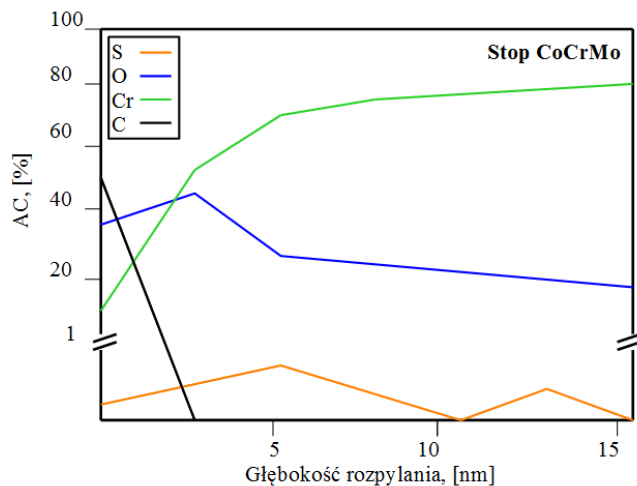 100
S
O
Cr
C
Stop CoCrMo
80
60
40
20
1
AC, [%]
5
10
15
Głębokość rozpylania, [nm]